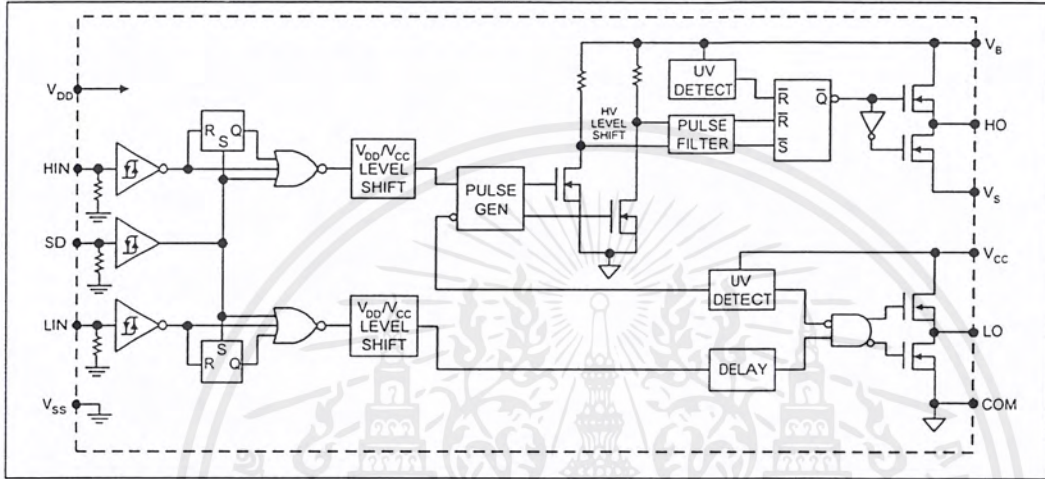 V_B
UV DETECT
V_DD
R̅ Q̅
R Q
S
HV LEVEL SHIFT
PULSE FILTER
R̅
S̅
HO
HIN
V_DD/V_CC LEVEL SHIFT
PULSE GEN
V_S
SD
V_CC
UV DETECT
LIN
S
R Q
V_DD/V_CC LEVEL SHIFT
LO
DELAY
V_SS
COM